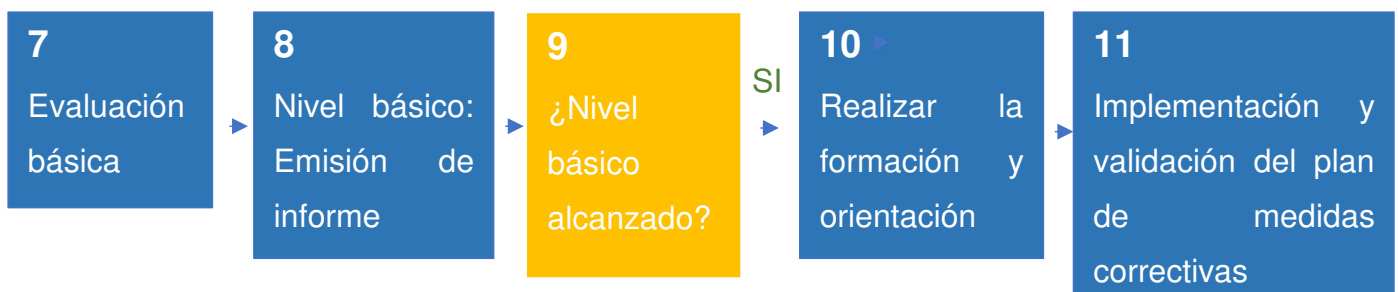 7
Evaluación
básica
8
Nivel básico:
Emisión de
informe
9
¿Nivel
básico
alcanzado?
SI
10
Realizar la
formación y
orientación
11
Implementación y
validación del plan
de medidas
correctivas